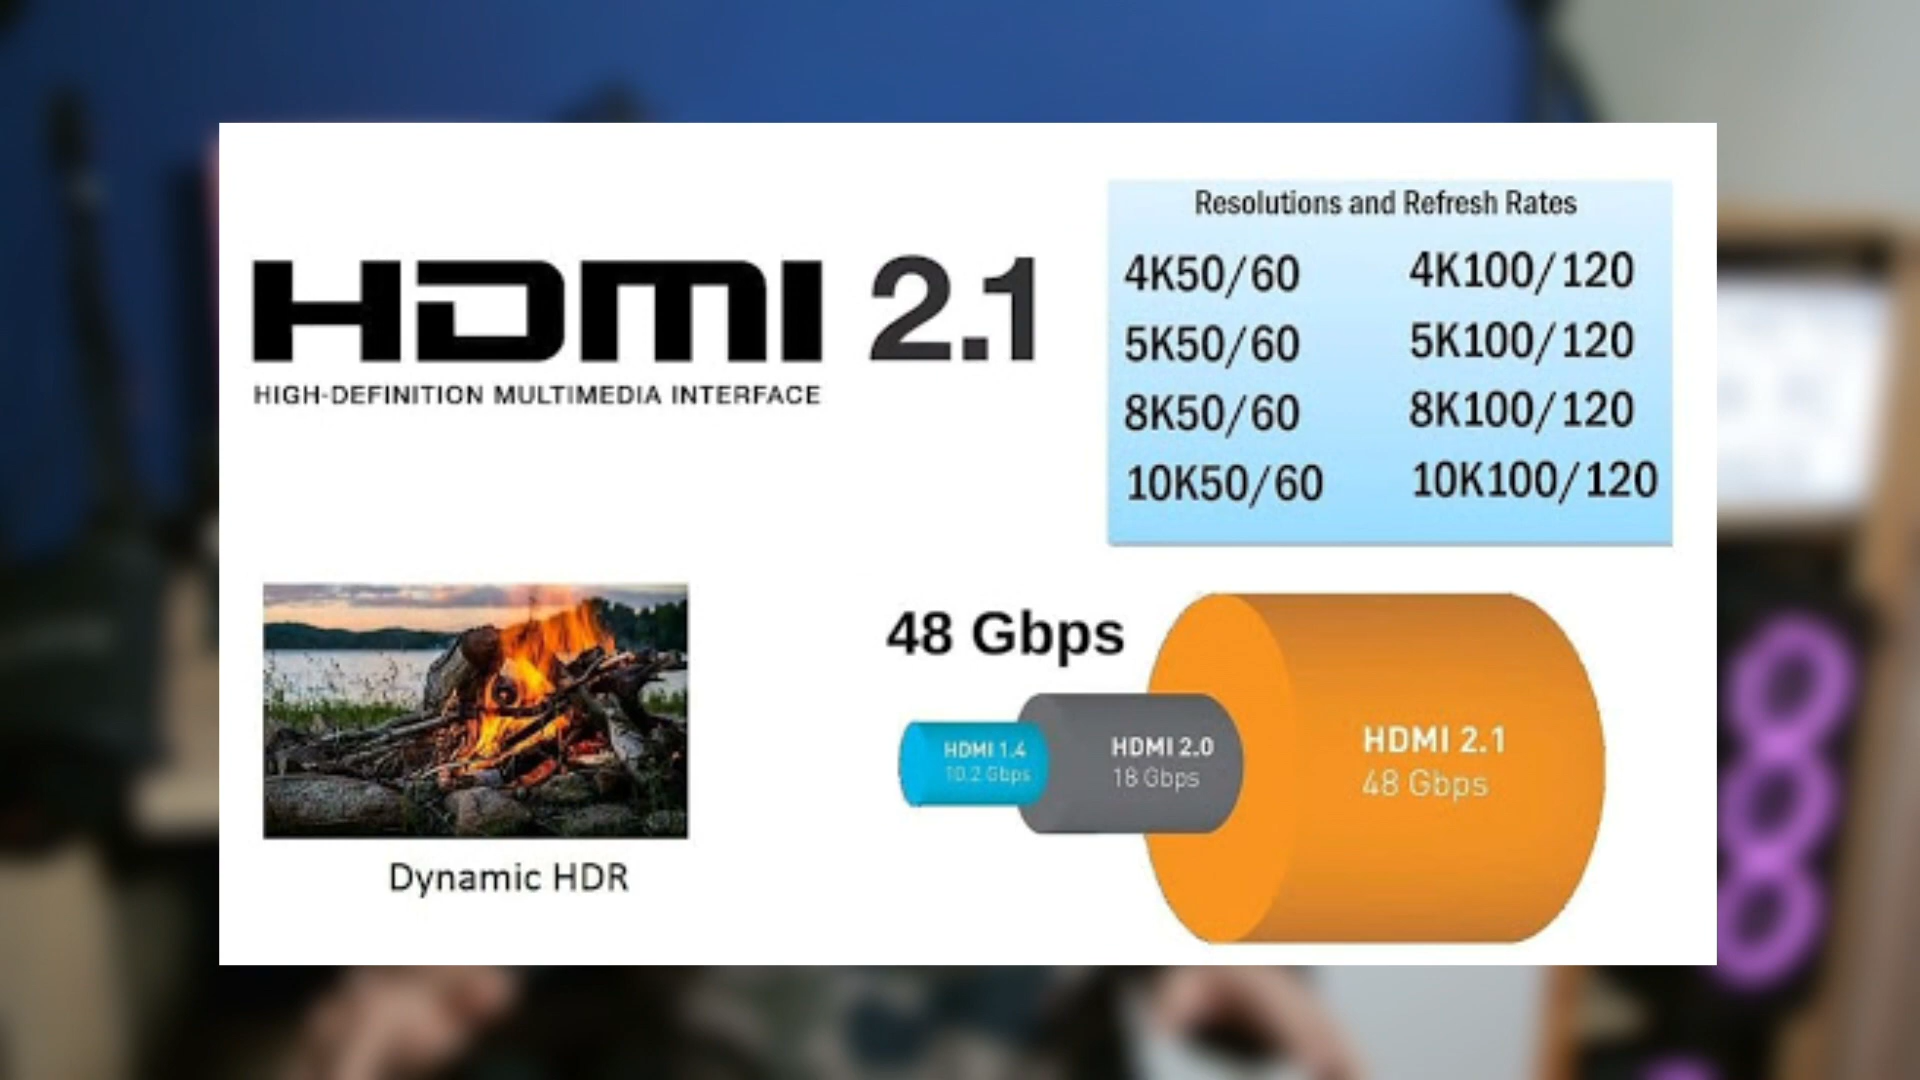 HDMI 2.1
HIGH-DEFINITION MULTIMEDIA INTERFACE
Resolutions and Refresh Rates
4K50/60 4K100/120
5K50/60 5K100/120
8K50/60 8K100/120
10K50/60 10K100/120
Dynamic HDR
48 Gbps
HDMI 1.4
10.2 Gbps
HDMI 2.0
18 Gbps
HDMI 2.1
48 Gbps